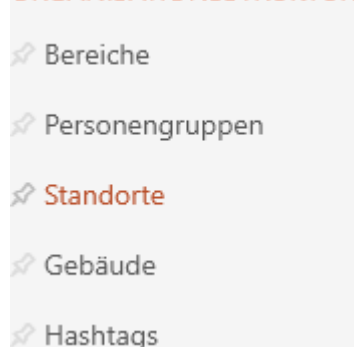 Bereiche
Personengruppen
Standorte
Gebäude
Hashtags